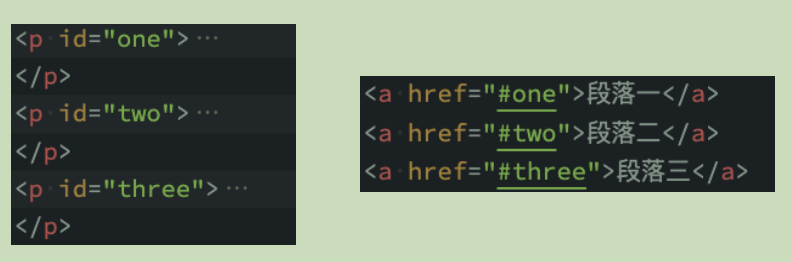 <p id="one">···
</p>
<p id="two">···
</p>
<p id="three">···
</p>
<a href="#one">段落一</a>
<a href="#two">段落二</a>
<a href="#three">段落三</a>